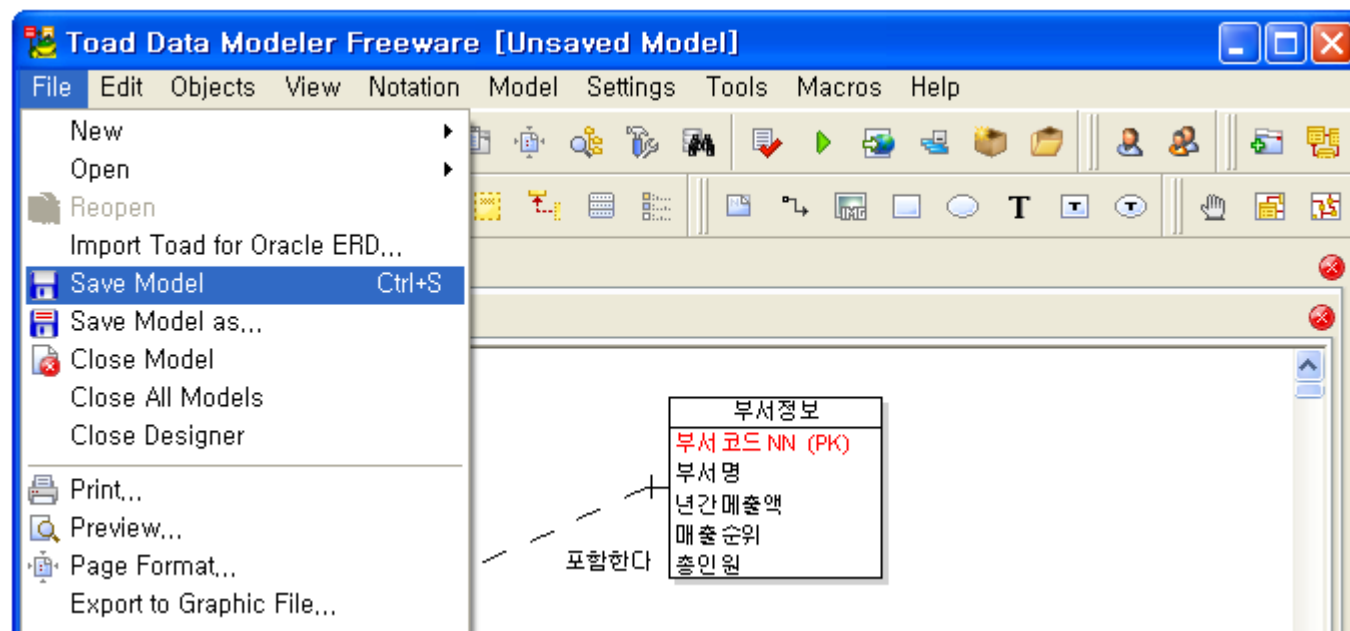 Toad Data Modeler Freeware [Unsaved Model]
File Edit Objects View Notation Model Settings Tools Macros Help
New
Open
Reopen
Import Toad for Oracle ERD...
Save Model Ctrl+S
Save Model as...
Close Model
Close All Models
Close Designer
Print...
Preview...
Page Format...
Export to Graphic File...
IMG
T
T
T
부서정보
부서코드 NN (PK)
부서명
년간매출액
매출순위
총인원
포함한다